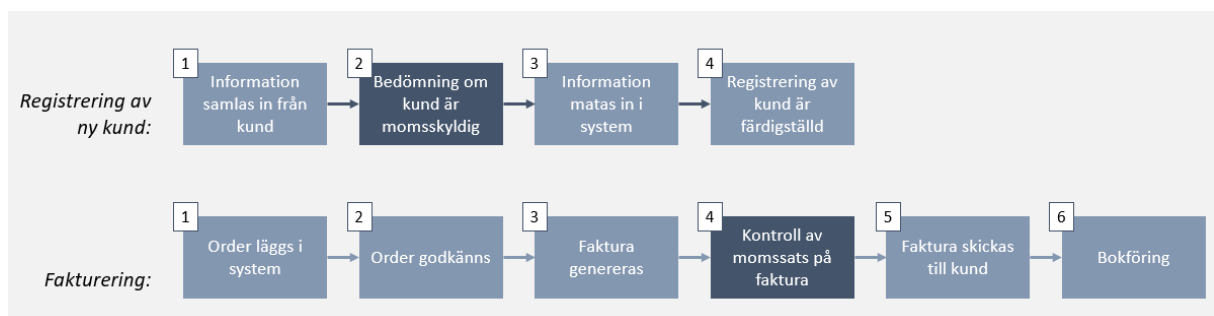 Registrering av
ny kund:
1
Information
samlas in från
kund
2
Bedömning om
kund är
momsskyldig
3
Information
matas in i
system
4
Registrering av
kund är
färdigställd
Fakturering:
1
Order läggs i
system
2
Order godkänns
3
Faktura
genereras
4
Kontroll av
momssats på
faktura
5
Faktura skickas
till kund
6
Bokföring